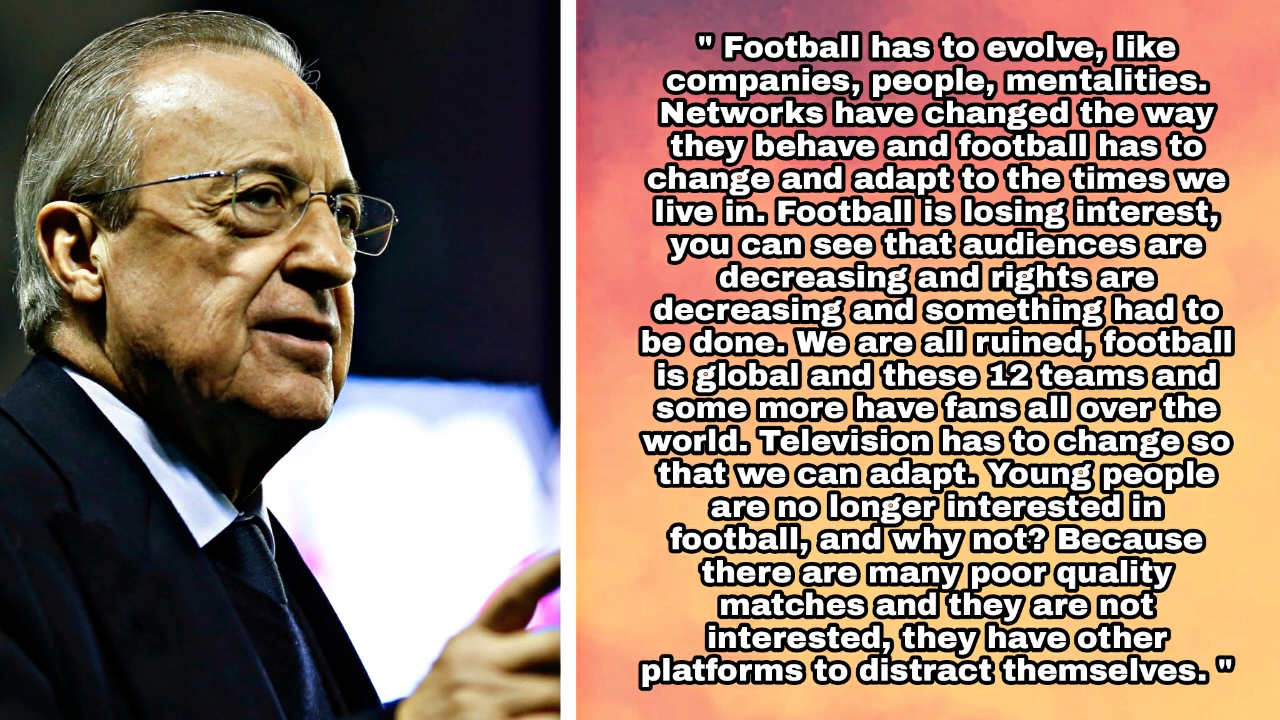 " Football has to evolve, like
companies, people, mentalities.
Networks have changed the way
they behave and football has to
change and adapt to the times we
live in. Football is losing interest,
you can see that audiences are
decreasing and rights are
decreasing and something had to
be done. We are all ruined, football
is global and these 12 teams and
some more have fans all over the
world. Television has to change so
that we can adapt. Young people
are no longer interested in
football, and why not? Because
there are many poor quality
matches and they are not
interested, they have other
platforms to distract themselves. "